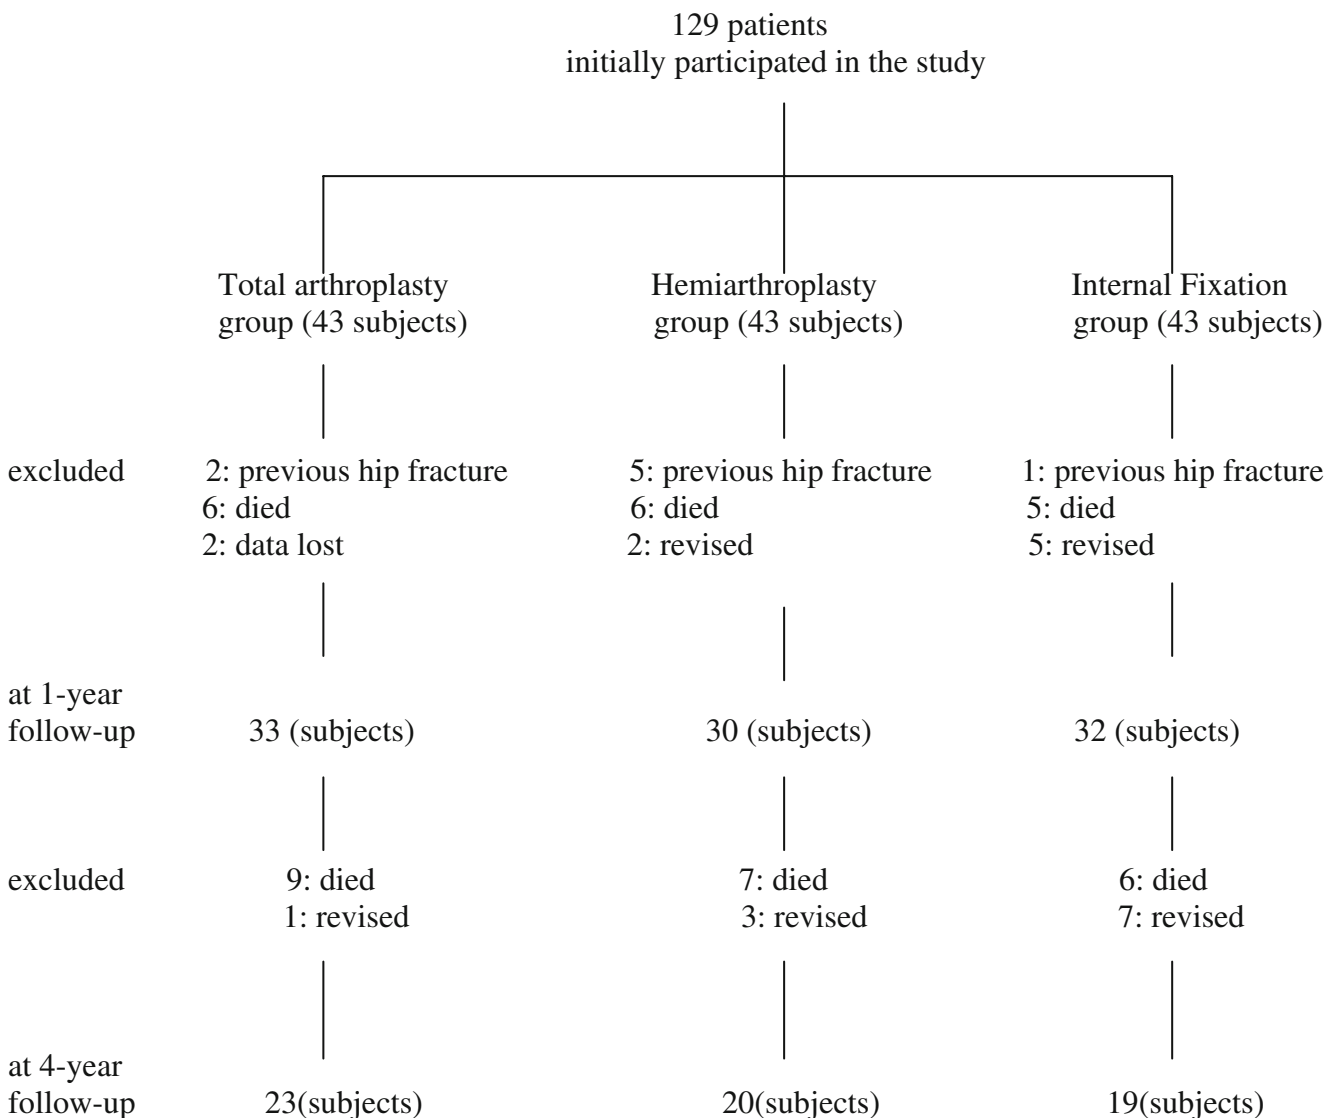 129 patients
initially participated in the study
Total arthroplasty
group (43 subjects)
Hemiarthroplasty
group (43 subjects)
Internal Fixation
group (43 subjects)
excluded
2: previous hip fracture
6: died
2: data lost
5: previous hip fracture
6: died
2: revised
1: previous hip fracture
5: died
5: revised
at 1-year
follow-up
33 (subjects)
30 (subjects)
32 (subjects)
excluded
9: died
1: revised
7: died
3: revised
6: died
7: revised
at 4-year
follow-up
23(subjects)
20(subjects)
19(subjects)